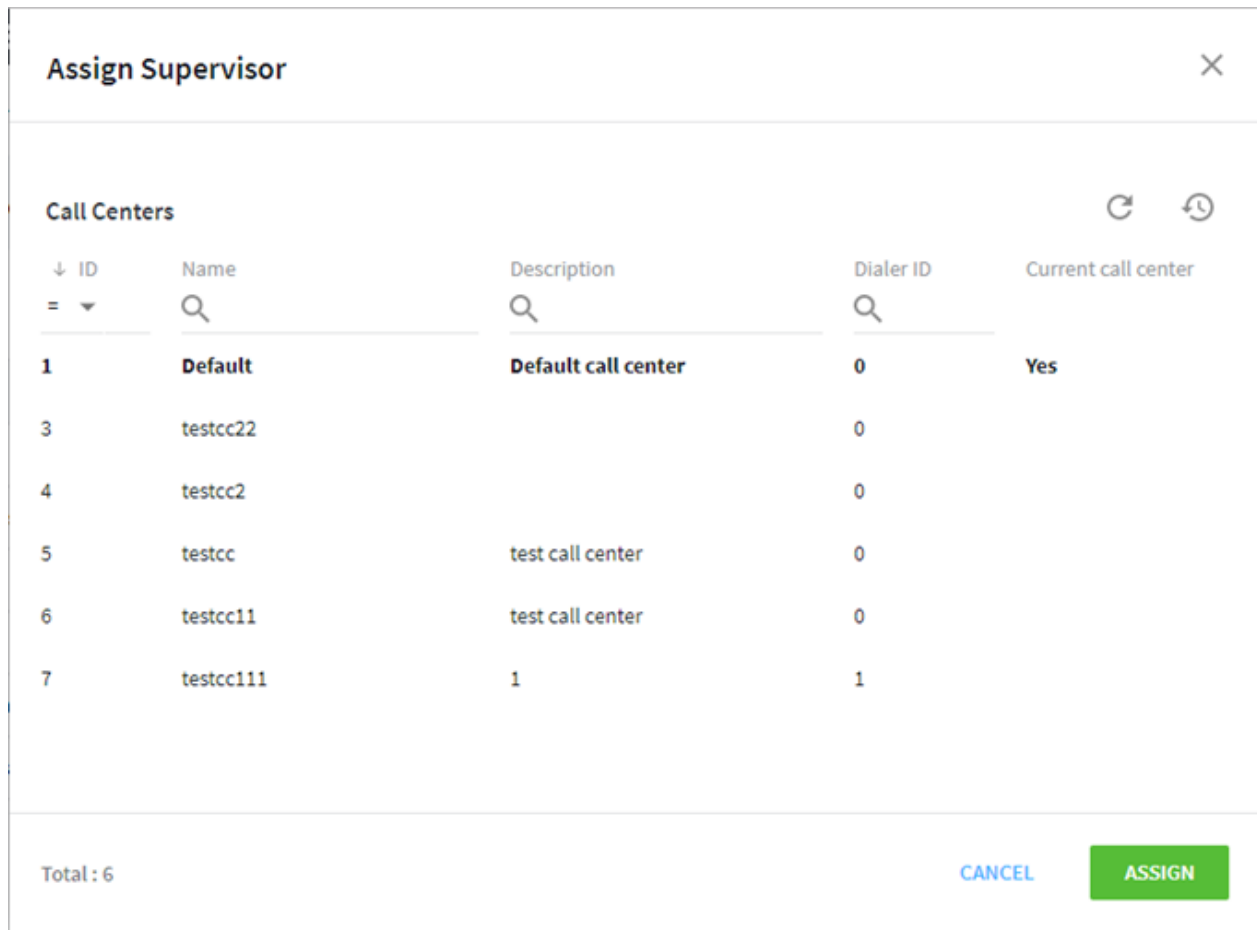 Assign Supervisor
Call Centers
ID Name Description Dialer ID Current call center
=
1 Default Default call center 0 Yes
3 testcc22 0
4 testcc2 0
5 testcc test call center 0
6 testcc11 test call center 0
7 testcc111 1 1
Total : 6 CANCEL ASSIGN